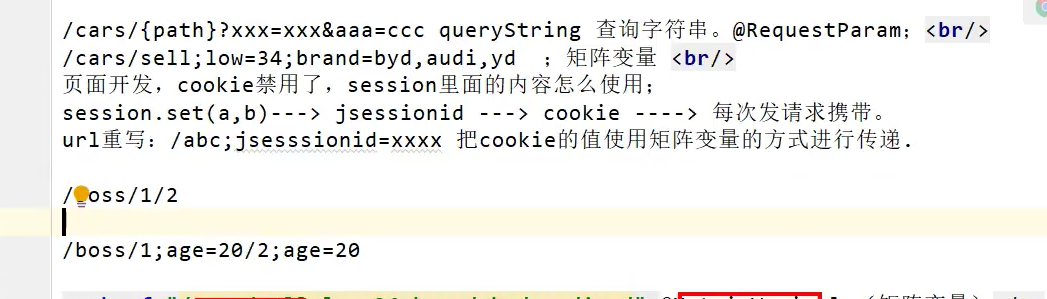 /cars/{path}?xxx=xxx&aaa=ccc queryString 查询字符串。@RequestParam；<br/>
/cars/sell;low=34;brand=byd,audi,yd ；矩阵变量 <br/>
页面开发，cookie禁用了，session里面的内容怎么使用；
session.set(a,b)---> jsessionid ---> cookie ----> 每次发请求携带。
url重写：/abc;jsesssionid=xxxx 把cookie的值使用矩阵变量的方式进行传递.
/boss/1/2
/boss/1;age=20/2;age=20